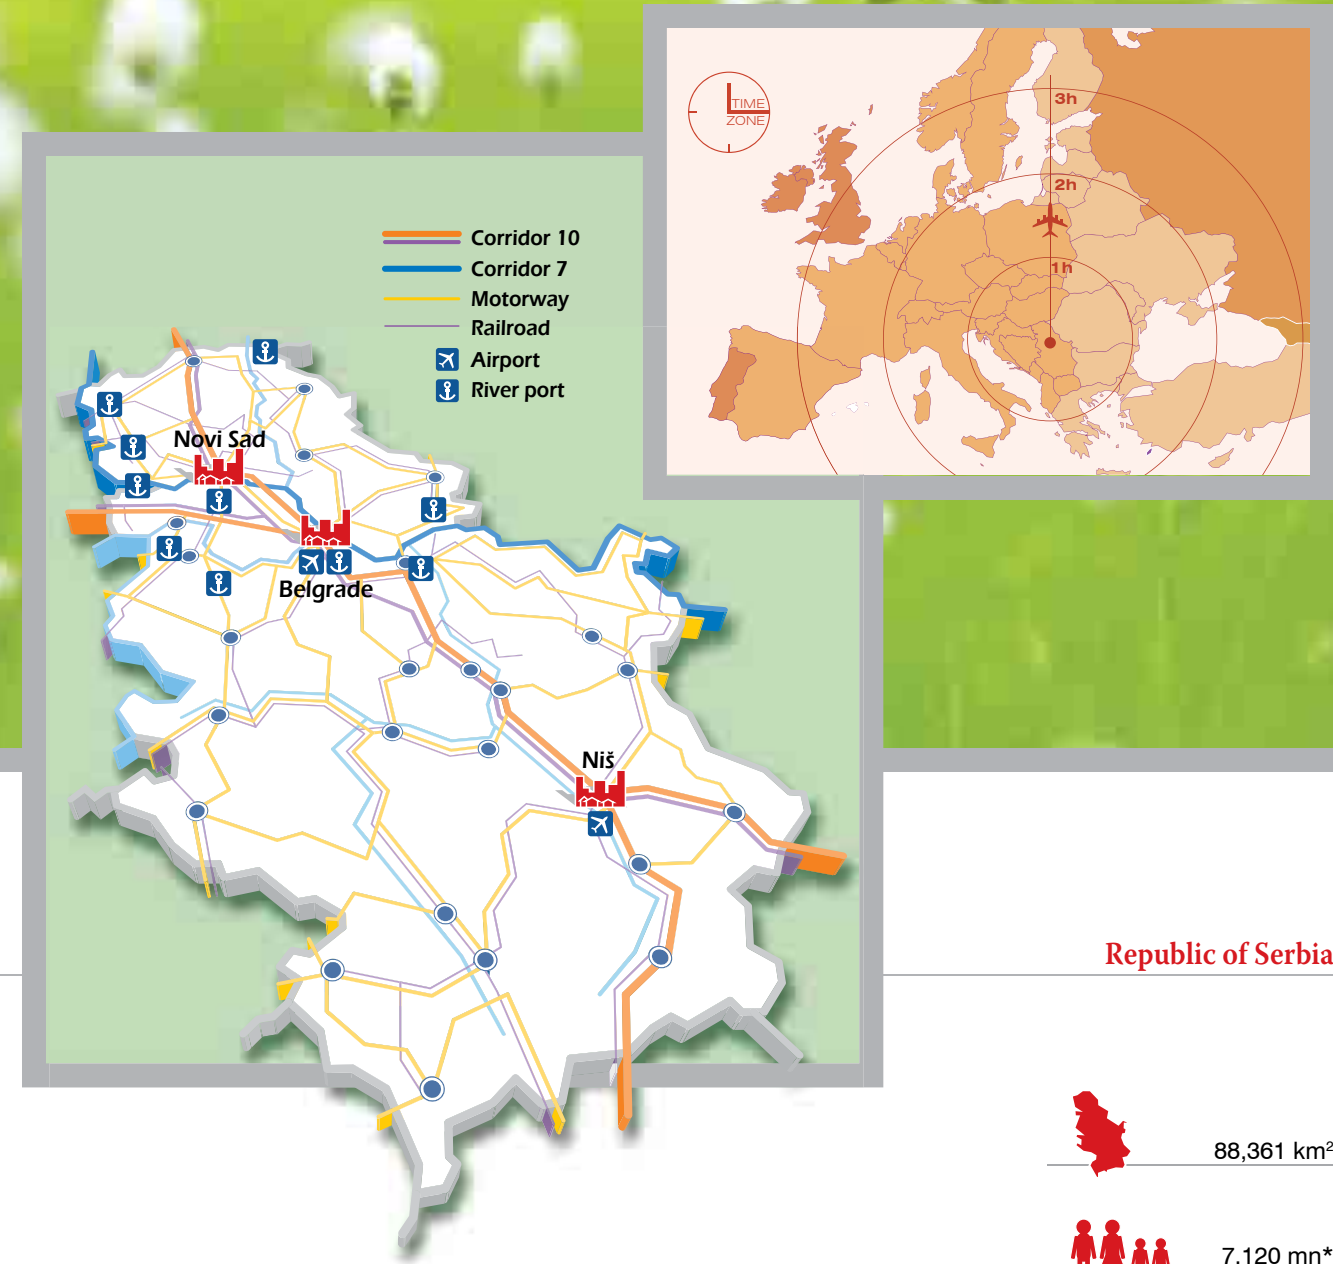 TIME
ZONE
3h
2h
1h
Corridor 10
Corridor 7
Motorway
Railroad
Airport
River port
Novi Sad
Belgrade
Niš
Republic of Serbia
88,361 km²
7.120 mn*